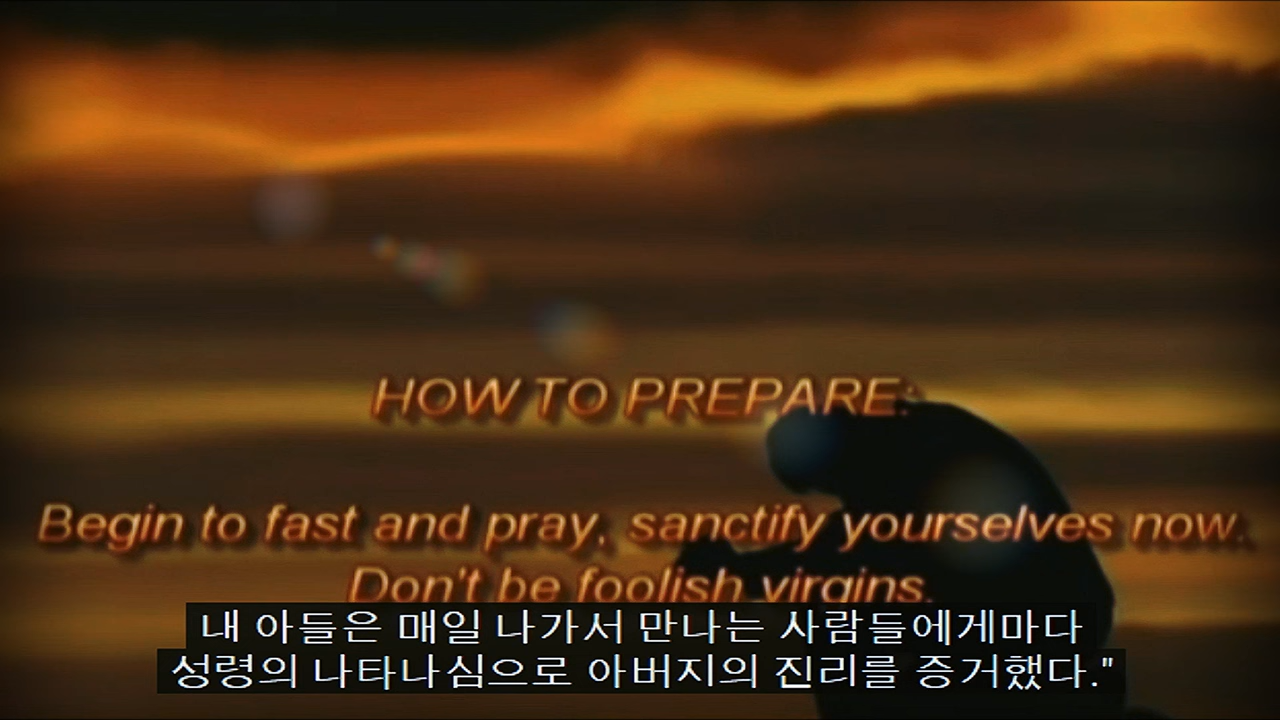 HOW TO PREPARE:
Begin to fast and pray, sanctify yourselves now.
Don't be foolish virgins.
내 아들은 매일 나가서 만나는 사람들에게마다
성령의 나타나심으로 아버지의 진리를 증거했다."